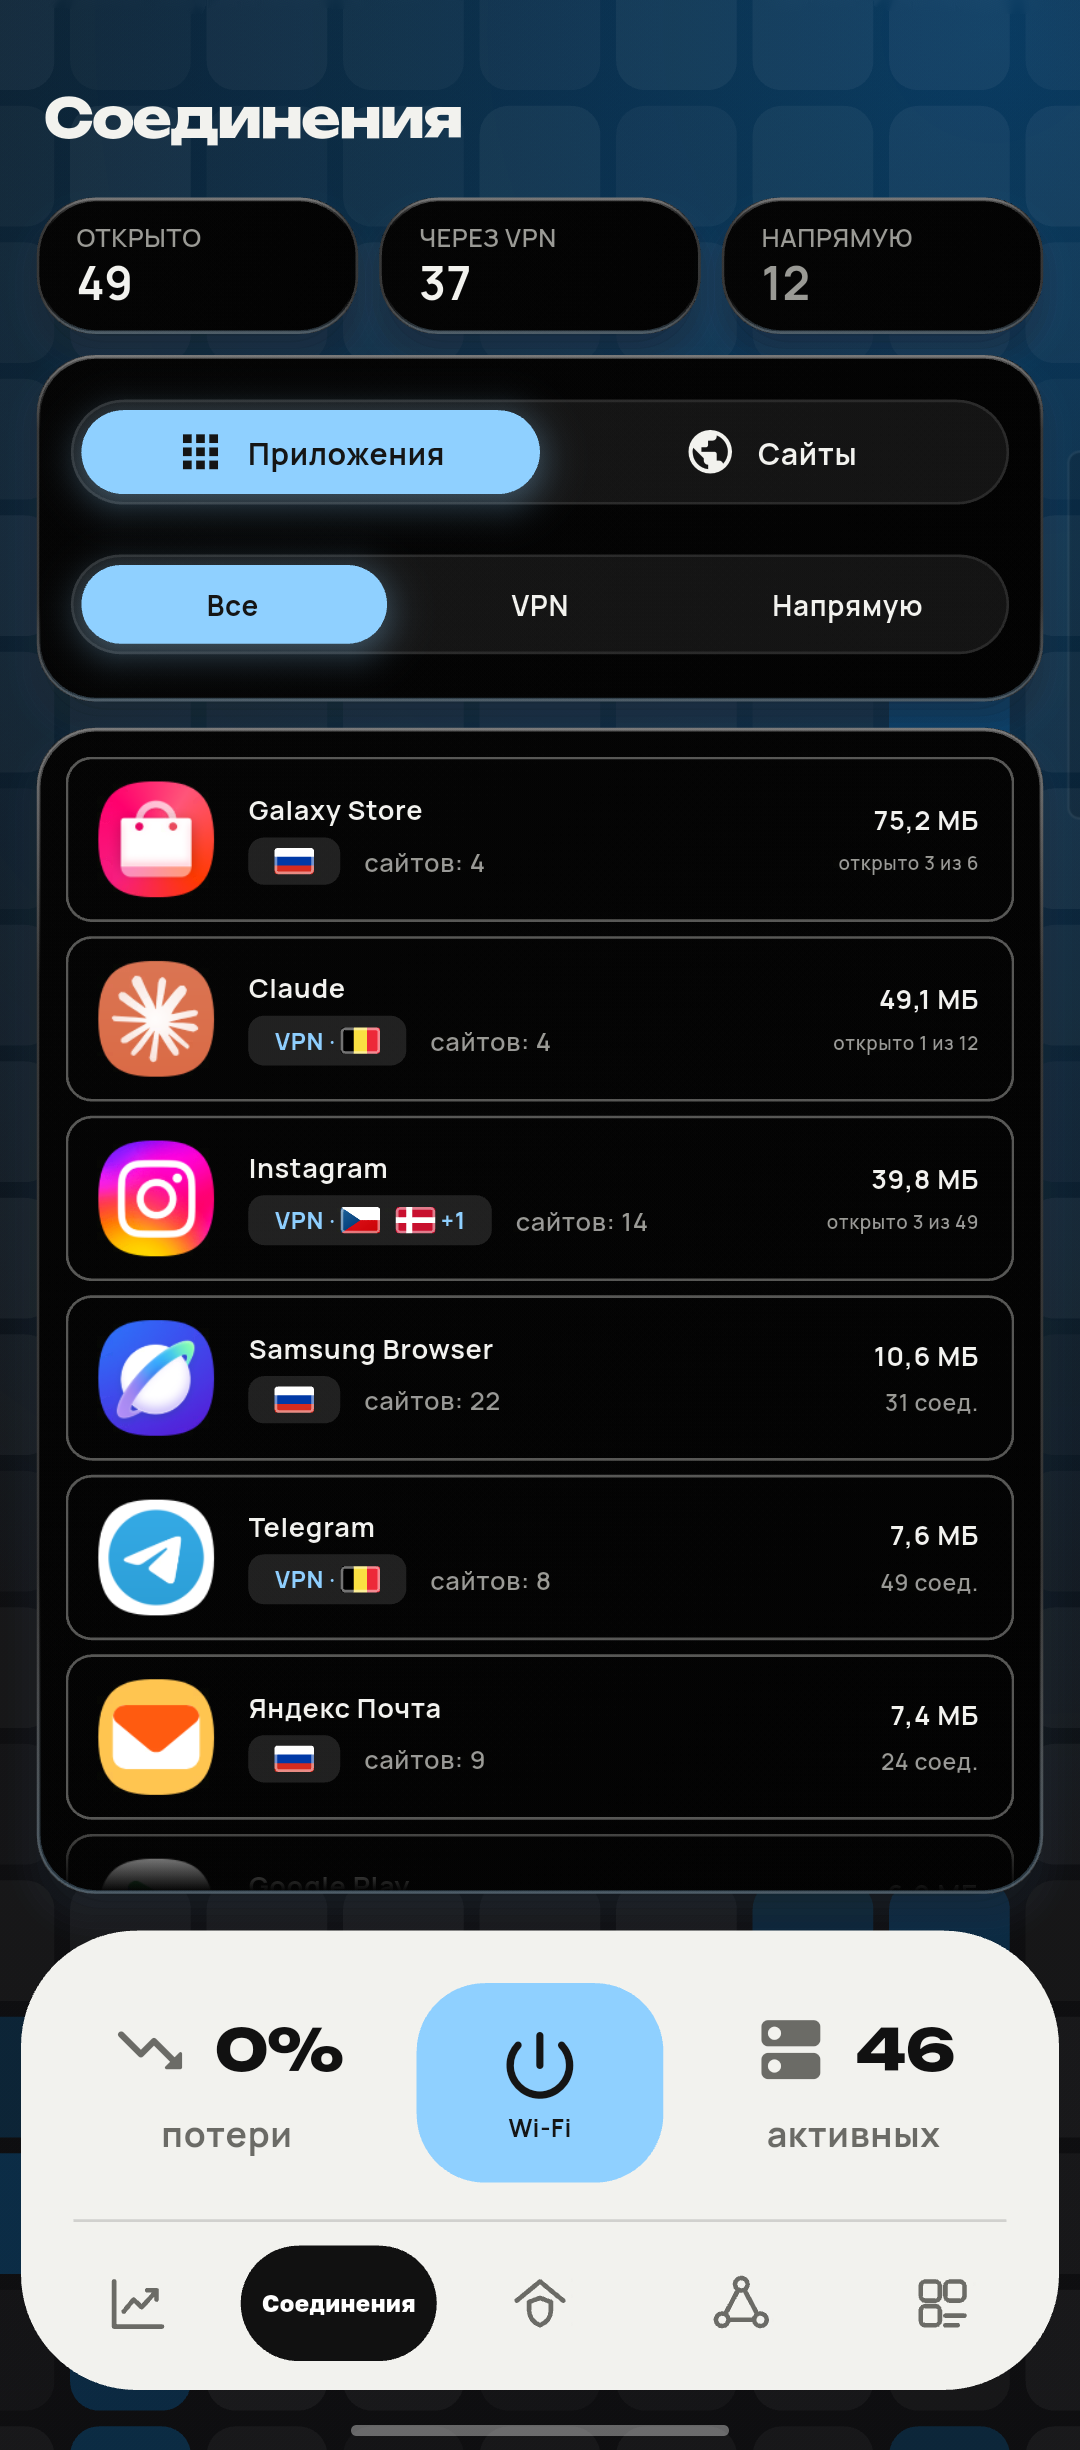 Соединения
ОТКРЫТО
49
ЧЕРЕЗ VPN
37
НАПРЯМУЮ
12
Приложения
Сайты
Все
VPN
Напрямую
Galaxy Store
сайтов: 4
75,2 МБ
открыто 3 из 6
Claude
VPN ·
сайтов: 4
49,1 МБ
открыто 1 из 12
Instagram
VPN · +1
сайтов: 14
39,8 МБ
открыто 3 из 49
Samsung Browser
сайтов: 22
10,6 МБ
31 соед.
Telegram
VPN ·
сайтов: 8
7,6 МБ
49 соед.
Яндекс Почта
сайтов: 9
7,4 МБ
24 соед.
Google Play
0%
потери
Wi-Fi
46
активных
Соединения